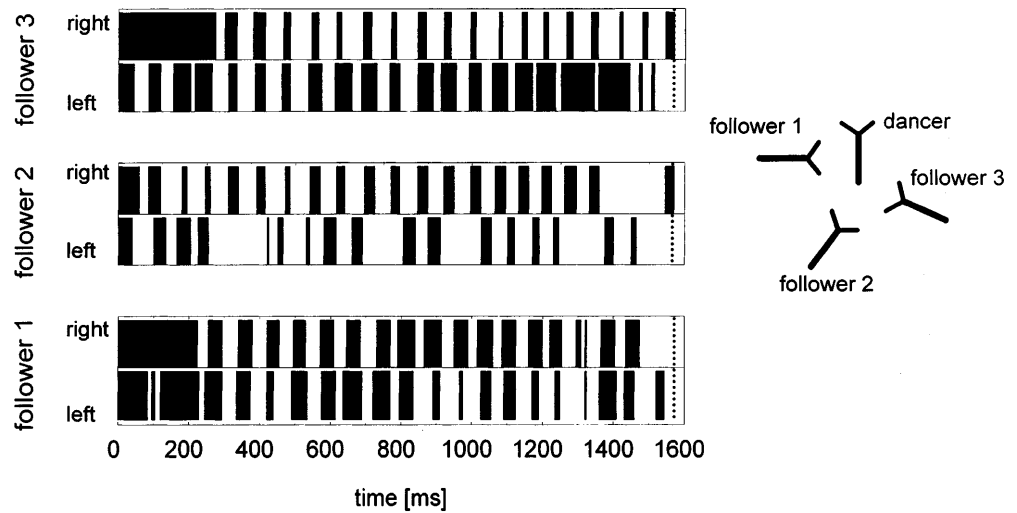 follower 3
right
left
follower 2
right
left
follower 1
right
left
0 200 400 600 800 1000 1200 1400 1600
time [ms]
follower 1
dancer
follower 3
follower 2